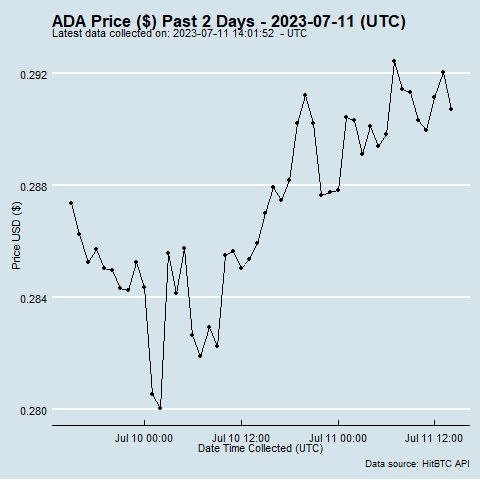 ADA Price ($) Past 2 Days - 2023-07-11 (UTC)
Latest data collected on: 2023-07-11 14:01:52  - UTC
0.292
0.288
0.284
0.280
Price USD ($)
Jul 10 00:00 Jul 10 12:00 Jul 11 00:00 Jul 11 12:00
Date Time Collected (UTC)
Data source: HitBTC API